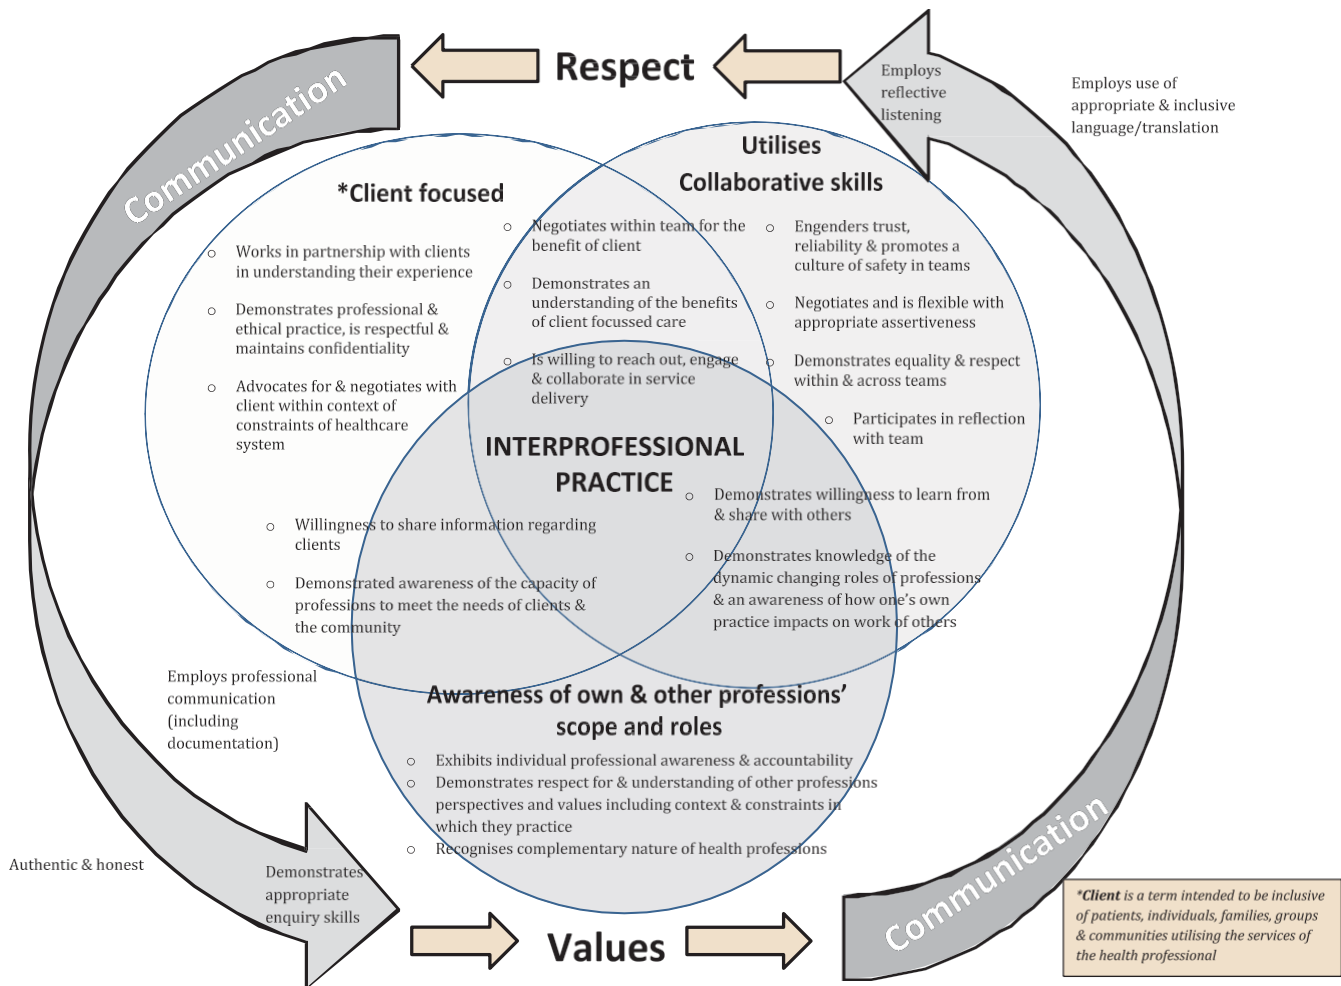 Respect
Communication
Employs
reflective
listening
Employs use of
appropriate & inclusive
language/translation
*Client focused
Utilises
Collaborative skills
○ Works in partnership with clients
in understanding their experience
○ Demonstrates professional &
ethical practice, is respectful &
maintains confidentiality
○ Advocates for & negotiates with
client within context of
constraints of healthcare
system
○ Negotiates within team for the
benefit of client
○ Demonstrates an
understanding of the benefits
of client focussed care
○ Is willing to reach out, engage
& collaborate in service
delivery
○ Engenders trust,
reliability & promotes a
culture of safety in teams
○ Negotiates and is flexible with
appropriate assertiveness
○ Demonstrates equality & respect
within & across teams
○ Participates in reflection
with team
INTERPROFESSIONAL
PRACTICE
○ Willingness to share information regarding
clients
○ Demonstrated awareness of the capacity of
professions to meet the needs of clients &
the community
○ Demonstrates willingness to learn from
& share with others
○ Demonstrates knowledge of the
dynamic changing roles of professions
& an awareness of how one's own
practice impacts on work of others
Awareness of own & other professions'
scope and roles
○ Exhibits individual professional awareness & accountability
○ Demonstrates respect for & understanding of other professions
perspectives and values including context & constraints in
which they practice
○ Recognises complementary nature of health professions
Employs professional
communication
(including
documentation)
Authentic & honest
Demonstrates
appropriate
enquiry skills
Values
Communication
*Client is a term intended to be inclusive
of patients, individuals, families, groups
& communities utilising the services of
the health professional